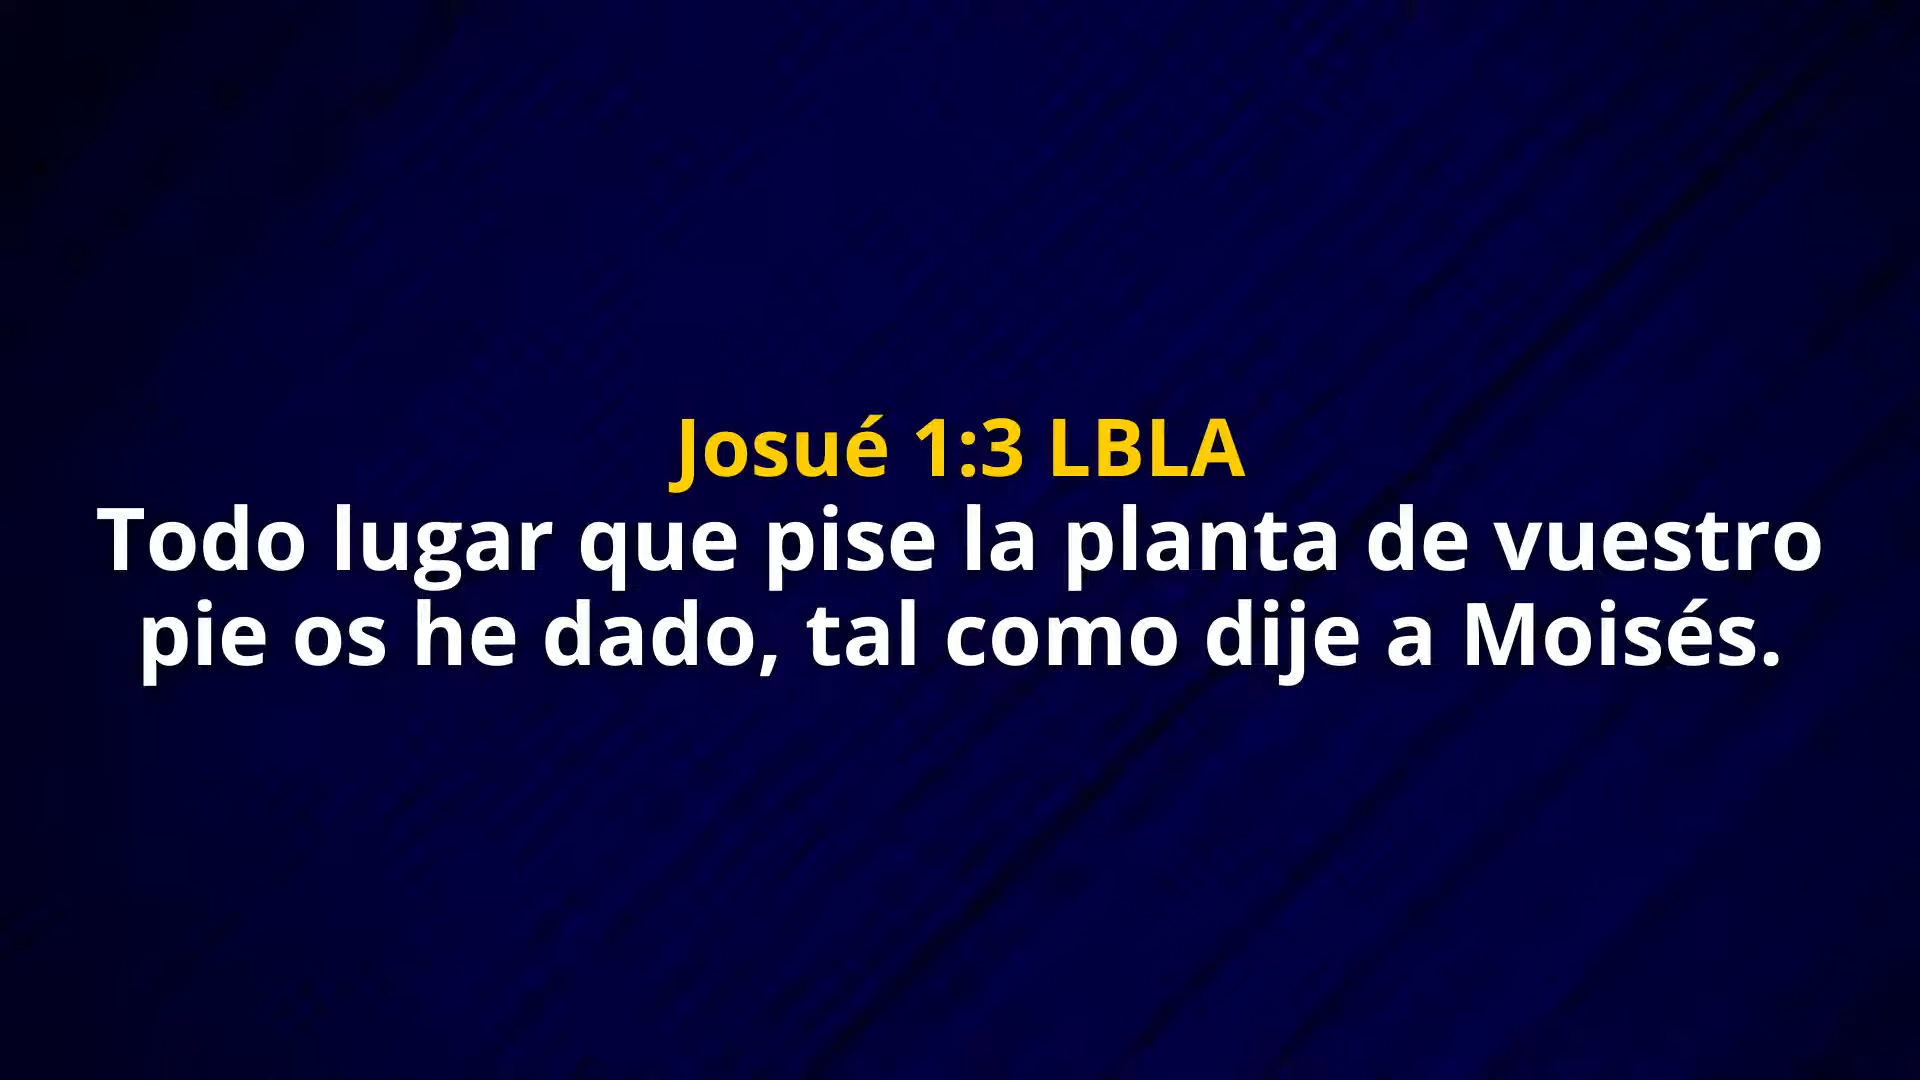 Josué 1:3 LBLA
Todo lugar que pise la planta de vuestro
pie os he dado, tal como dije a Moisés.